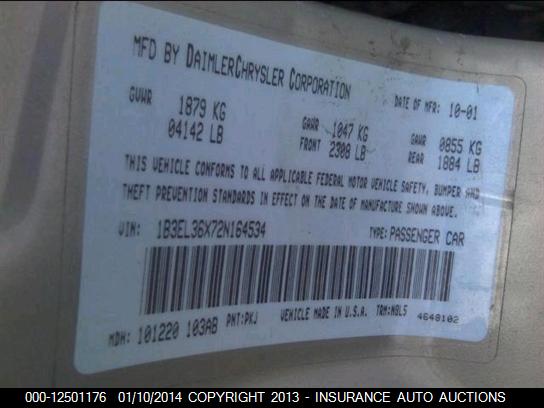 MFD BY DAIMLERCHRYSLER CORPORATION
DATE OF MFR: 10-01
GVWR 1879 KG 04142 LB
GAWR FRONT 1047 KG 2308 LB
GAWR REAR 0855 KG 1884 LB
THIS VEHICLE CONFORMS TO ALL APPLICABLE FEDERAL MOTOR VEHICLE SAFETY, BUMPER AND
THEFT PREVENTION STANDARDS IN EFFECT ON THE DATE OF MANUFACTURE SHOWN ABOVE.
VIN: 1B3EL36X72N164534 TYPE: PASSENGER CAR
MDH: 101220 103AB PNT:PKJ VEHICLE MADE IN U.S.A. TRM:NBL5 4648102
000-12501176 01/10/2014 COPYRIGHT 2013 - INSURANCE AUTO AUCTIONS